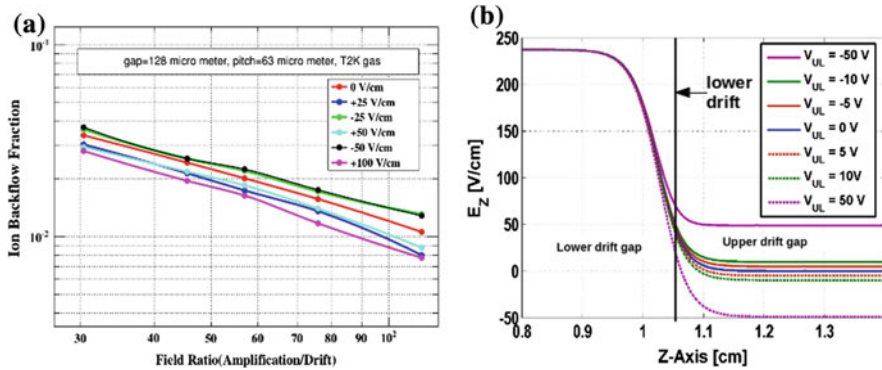 (a)
10⁻¹
gap=128 micro meter, pitch=63 micro meter, T2K gas
0 V/cm
+25 V/cm
-25 V/cm
+50 V/cm
-50 V/cm
+100 V/cm
Ion Backflow Fraction
10⁻²
30 40 50 60 70 80 90 10²
Field Ratio(Amplification/Drift)
(b)
250
200
150
100
50
0
-50
E_Z [V/cm]
lower
drift
Lower drift gap
Upper drift gap
V_UL = -50 V
V_UL = -10 V
V_UL = -5 V
V_UL = 0 V
V_UL = 5 V
V_UL = 10V
V_UL = 50 V
0.8 0.9 1 1.1 1.2 1.3
Z-Axis [cm]